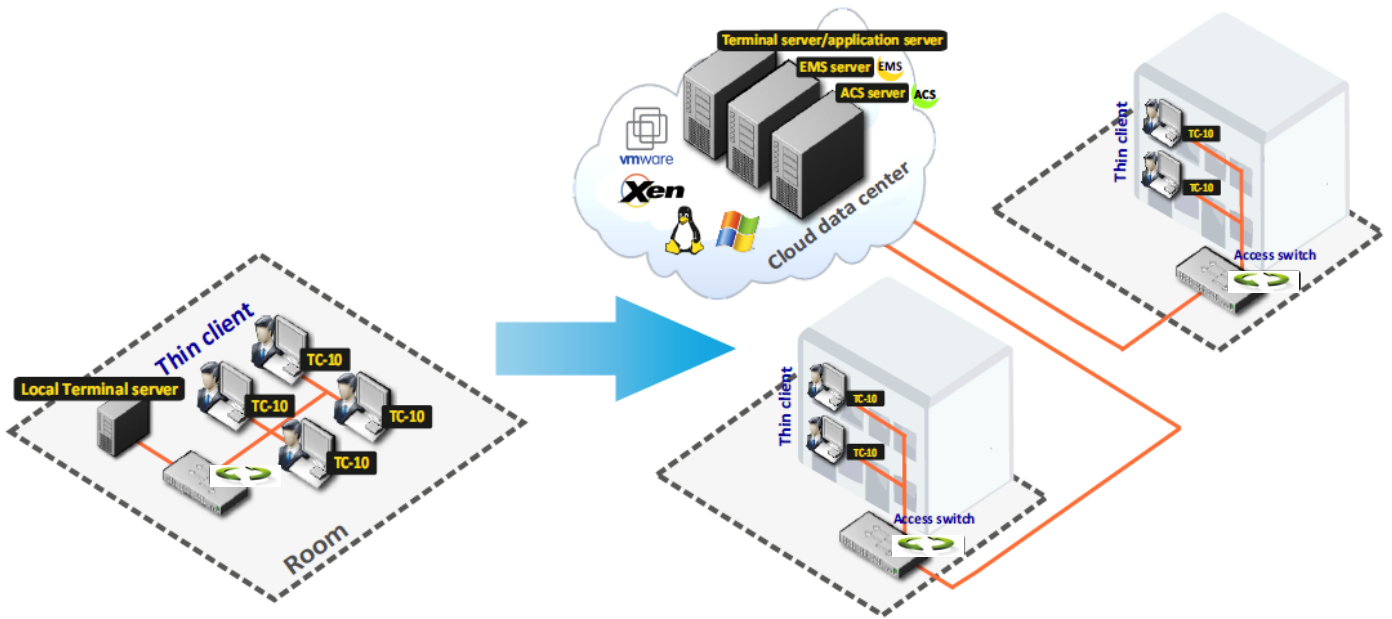 Thin client
TC-10
TC-10
TC-10
TC-10
Local Terminal server
Room
Terminal server/application server
EMS server
EMS
ACS server
ACS
vmware
Xen
Cloud data center
Thin client
TC-10
TC-10
Access switch
Thin client
TC-10
TC-10
Access switch